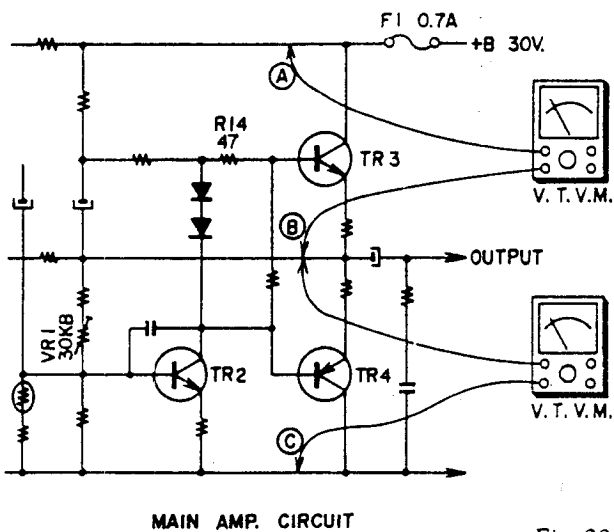 F1 0.7A
+B 30V.
A
R14
47
TR3
V. T. V. M.
B
OUTPUT
VR1
30KB
TR2
TR4
V. T. V. M.
C
MAIN AMP. CIRCUIT